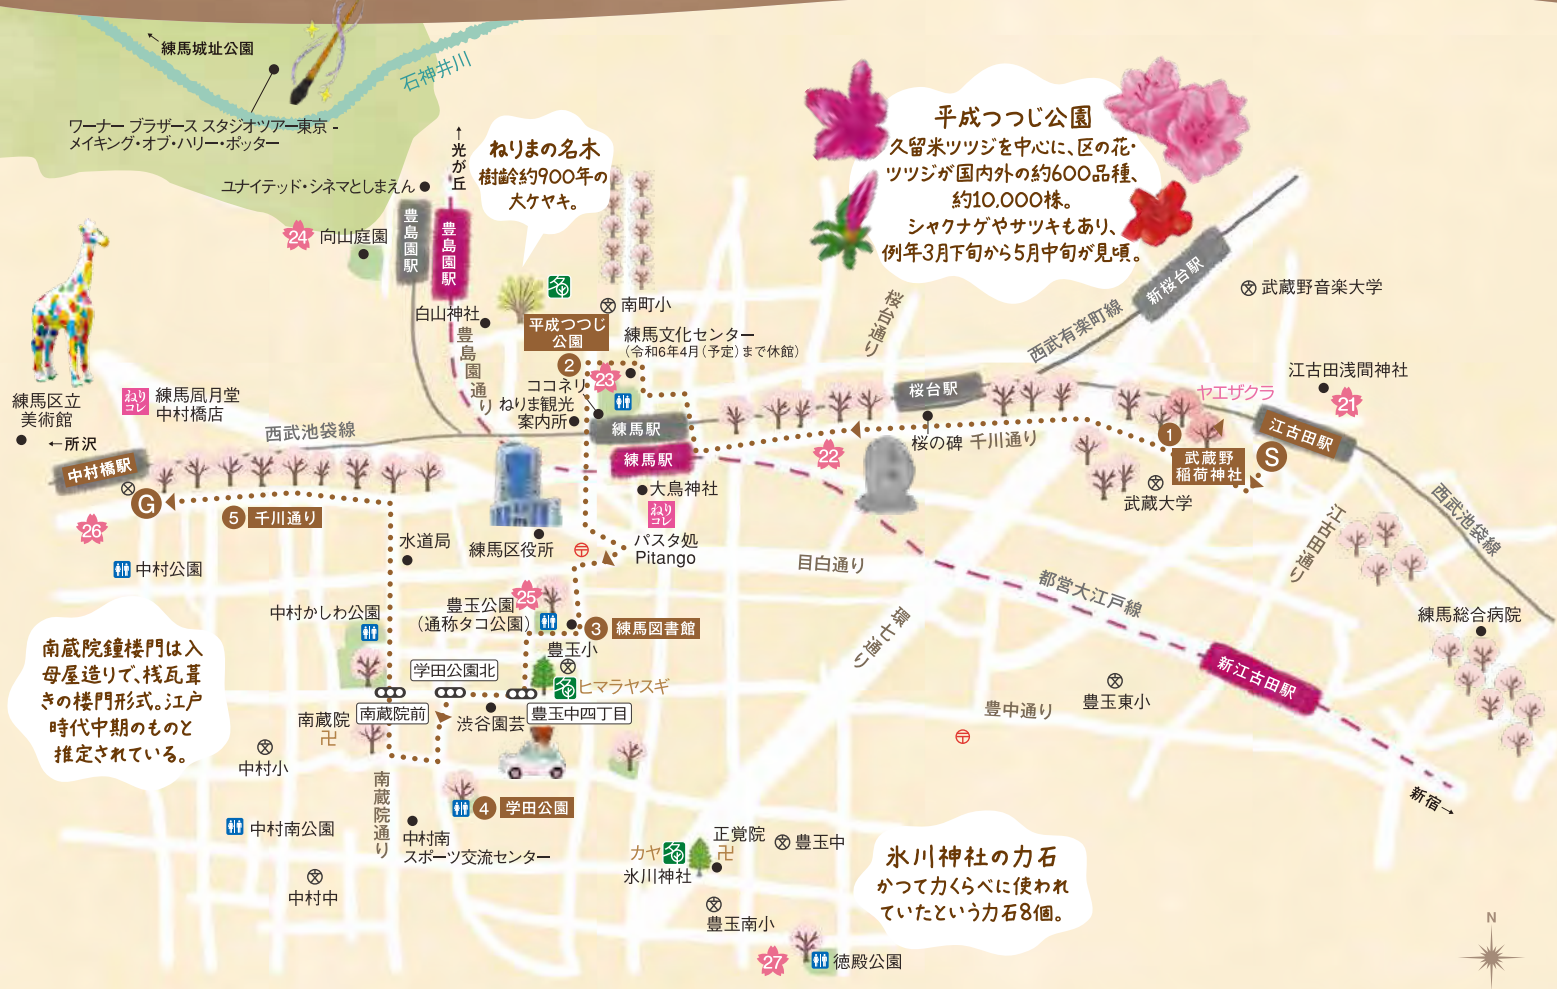 練馬城址公園
石神井川
ワーナー ブラザース スタジオツアー東京 -
メイキング・オブ・ハリー・ポッター
ユナイテッド・シネマとしまえん
←光が丘
ねりまの名木
樹齢約900年の
大ケヤキ。
平成つつじ公園
久留米ツツジを中心に、区の花・
ツツジが国内外の約600品種、
約10,000株。
シャクナゲやサツキもあり、
例年3月下旬から5月中旬が見頃。
24
向山庭園
豊島園駅
豊島園駅
白山神社
豊島園通り
名
平成つつじ
公園
2
南町小
練馬文化センター
(令和6年4月(予定)まで休館)
23
ココネリ
ねりま観光
案内所
練馬駅
練馬駅
桜台通り
桜台駅
桜の碑
千川通り
22
西武有楽町線
新桜台駅
武蔵野音楽大学
江古田浅間神社
21
ヤエザクラ
江古田駅
S
1
武蔵野
稲荷神社
武蔵大学
江古田通り
西武池袋線
練馬総合病院
練馬区立
美術館
ねり
コレ
練馬凮月堂
中村橋店
←所沢
西武池袋線
中村橋駅
G
26
5
千川通り
中村公園
水道局
練馬区役所
大鳥神社
ねり
コレ
パスタ処
Pitango
目白通り
環七通り
都営大江戸線
新江古田駅
新宿→
豊玉東小
豊中通り
中村かしわ公園
25
豊玉公園
(通称タコ公園)
3
練馬図書館
豊玉小
名
ヒマラヤスギ
学田公園北
南蔵院前
渋谷園芸
豊玉中四丁目
南蔵院鐘楼門は入
母屋造りで、桟瓦葺
きの楼門形式。江戸
時代中期のものと
推定されている。
南蔵院
卍
中村小
南蔵院通り
4
学田公園
中村南公園
中村南
スポーツ交流センター
中村中
カヤ
名
氷川神社
正覚院
卍
豊玉中
豊玉南小
27
徳殿公園
氷川神社の力石
かつて力くらべに使われ
ていたという力石8個。
N